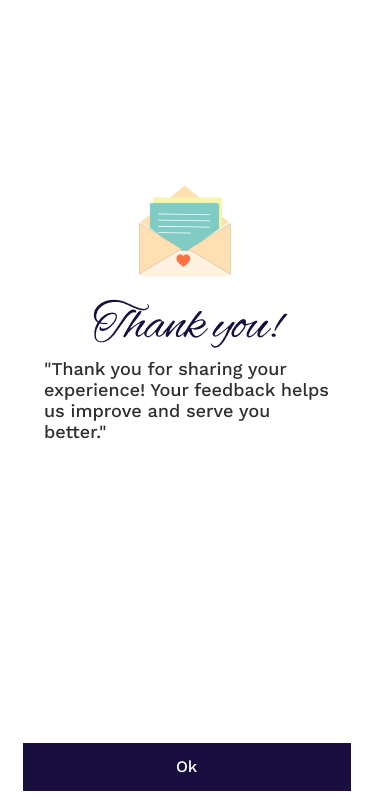 Thank you!
"Thank you for sharing your
experience! Your feedback helps
us improve and serve you
better."
Ok